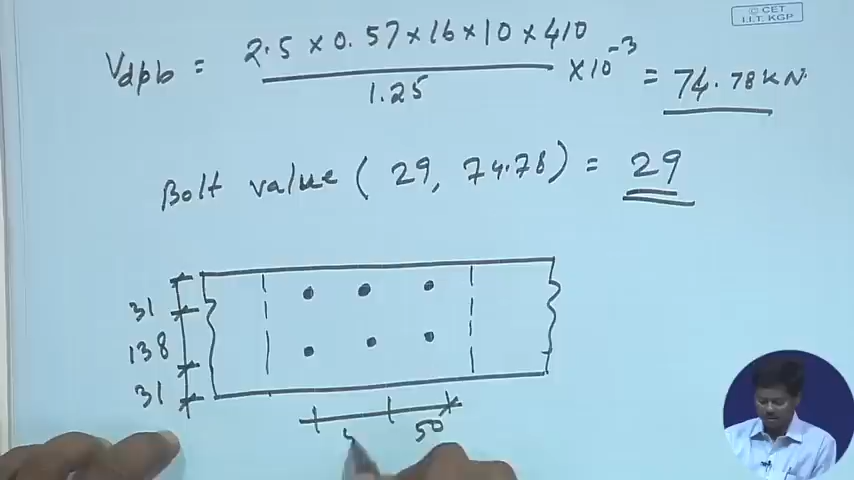 © CET
I.I.T. KGP
Vdpb = 2.5 × 0.57 × 16 × 10 × 410 / 1.25 × 10⁻³ = 74.78 kN.
Bolt value (29, 74.78) = 29
31
138
31
50